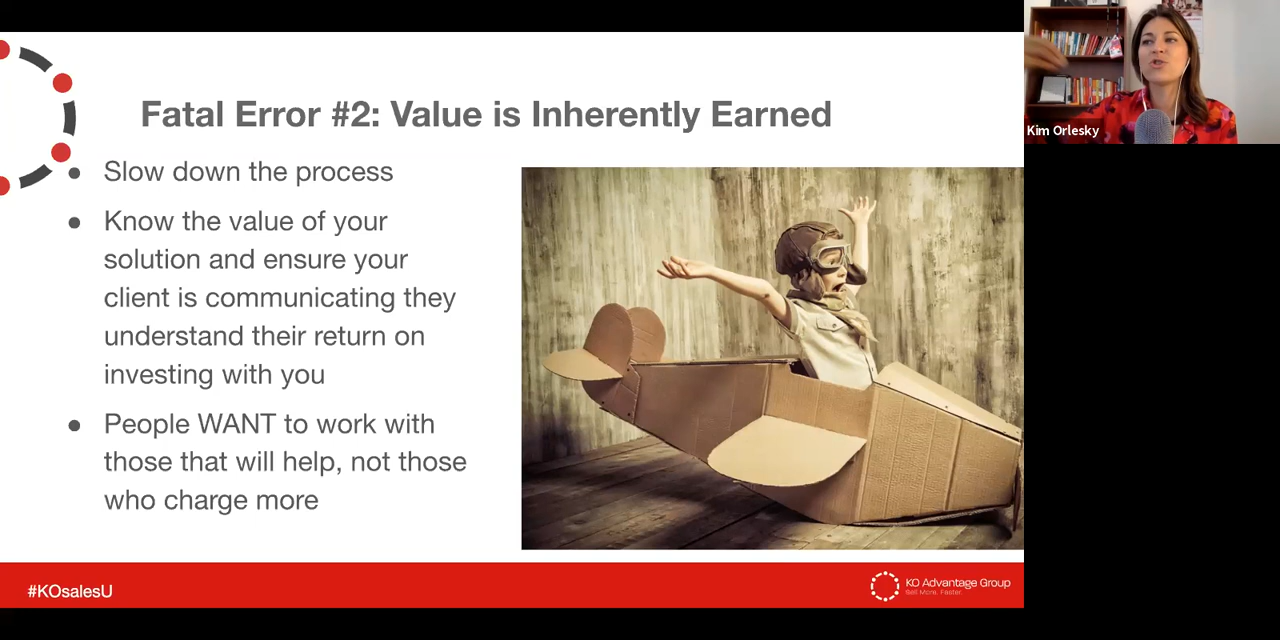 Fatal Error #2: Value is Inherently Earned
Slow down the process
Know the value of your
solution and ensure your
client is communicating they
understand their return on
investing with you
People WANT to work with
those that will help, not those
who charge more
#KOsalesU
KO Advantage Group
Sell More. Faster.
Kim Orlesky